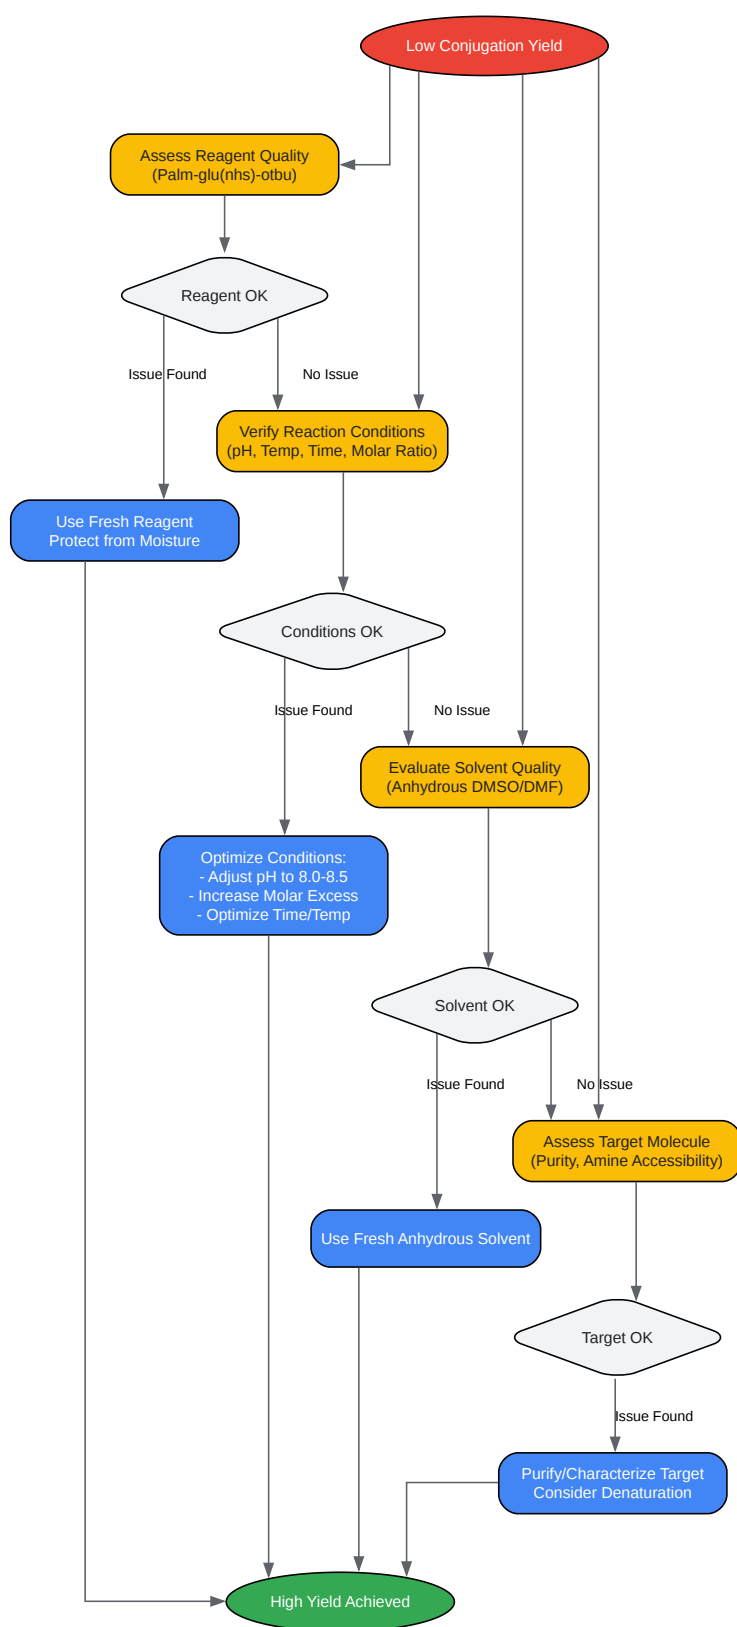 Low Conjugation Yield
Assess Reagent Quality
(Palm-glu(nhs)-otbu)
Reagent OK
Issue Found
No Issue
Verify Reaction Conditions
(pH, Temp, Time, Molar Ratio)
Use Fresh Reagent
Protect from Moisture
Conditions OK
Issue Found
No Issue
Evaluate Solvent Quality
(Anhydrous DMSO/DMF)
Optimize Conditions:
- Adjust pH to 8.0-8.5
- Increase Molar Excess
- Optimize Time/Temp
Solvent OK
Issue Found
No Issue
Assess Target Molecule
(Purity, Amine Accessibility)
Use Fresh Anhydrous Solvent
Target OK
Issue Found
Purify/Characterize Target
Consider Denaturation
High Yield Achieved